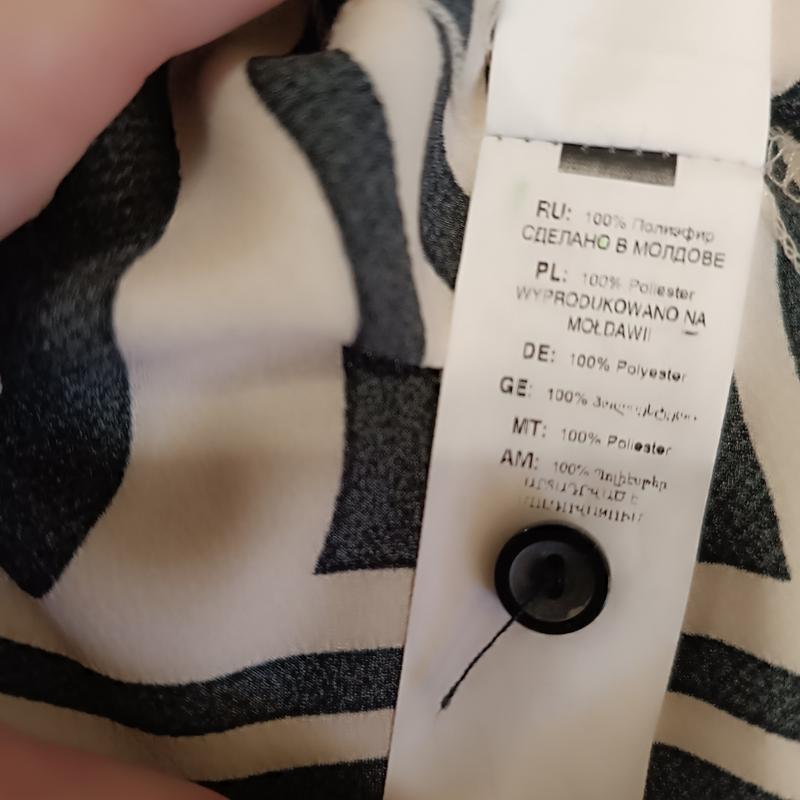 RU: 100% Полиэфир
СДЕЛАНО В МОЛДОВЕ
PL: 100% Poliester
WYPRODUKOWANO NA
MOŁDAWII
DE: 100% Polyester
GE: 100%
MT: 100% Poliester
AM: 100%